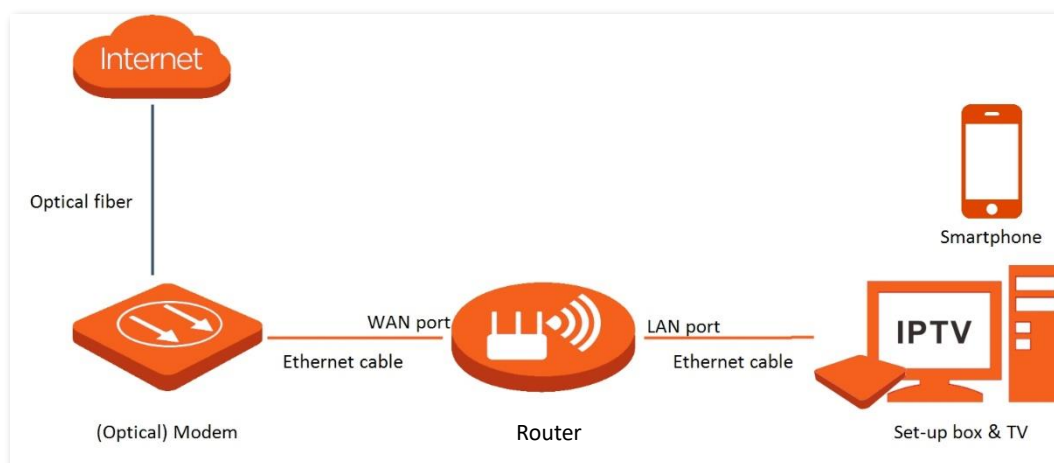 Internet
Optical fiber
Smartphone
WAN port
LAN port
IPTV
Ethernet cable
Ethernet cable
(Optical) Modem
Router
Set-up box & TV